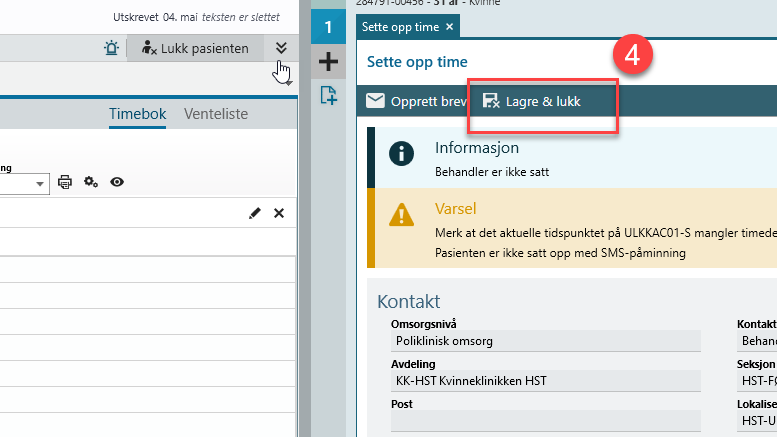 Utskrevet 04. mai teksten er slettet
Lukk pasienten
Timebok Venteliste
ng
284791-00456 - 31 år - Kvinne
1
Sette opp time ×
Sette opp time
4
Opprett brev Lagre & lukk
Informasjon
Behandler er ikke satt
Varsel
Merk at det aktuelle tidspunktet på ULKKAC01-S mangler timede
Pasienten er ikke satt opp med SMS-påminning
Kontakt
Omsorgsnivå Kontakt
Poliklinisk omsorg Behan
Avdeling Seksjon
KK-HST Kvinneklinikken HST HST-FØ
Post Lokalise
HST-U